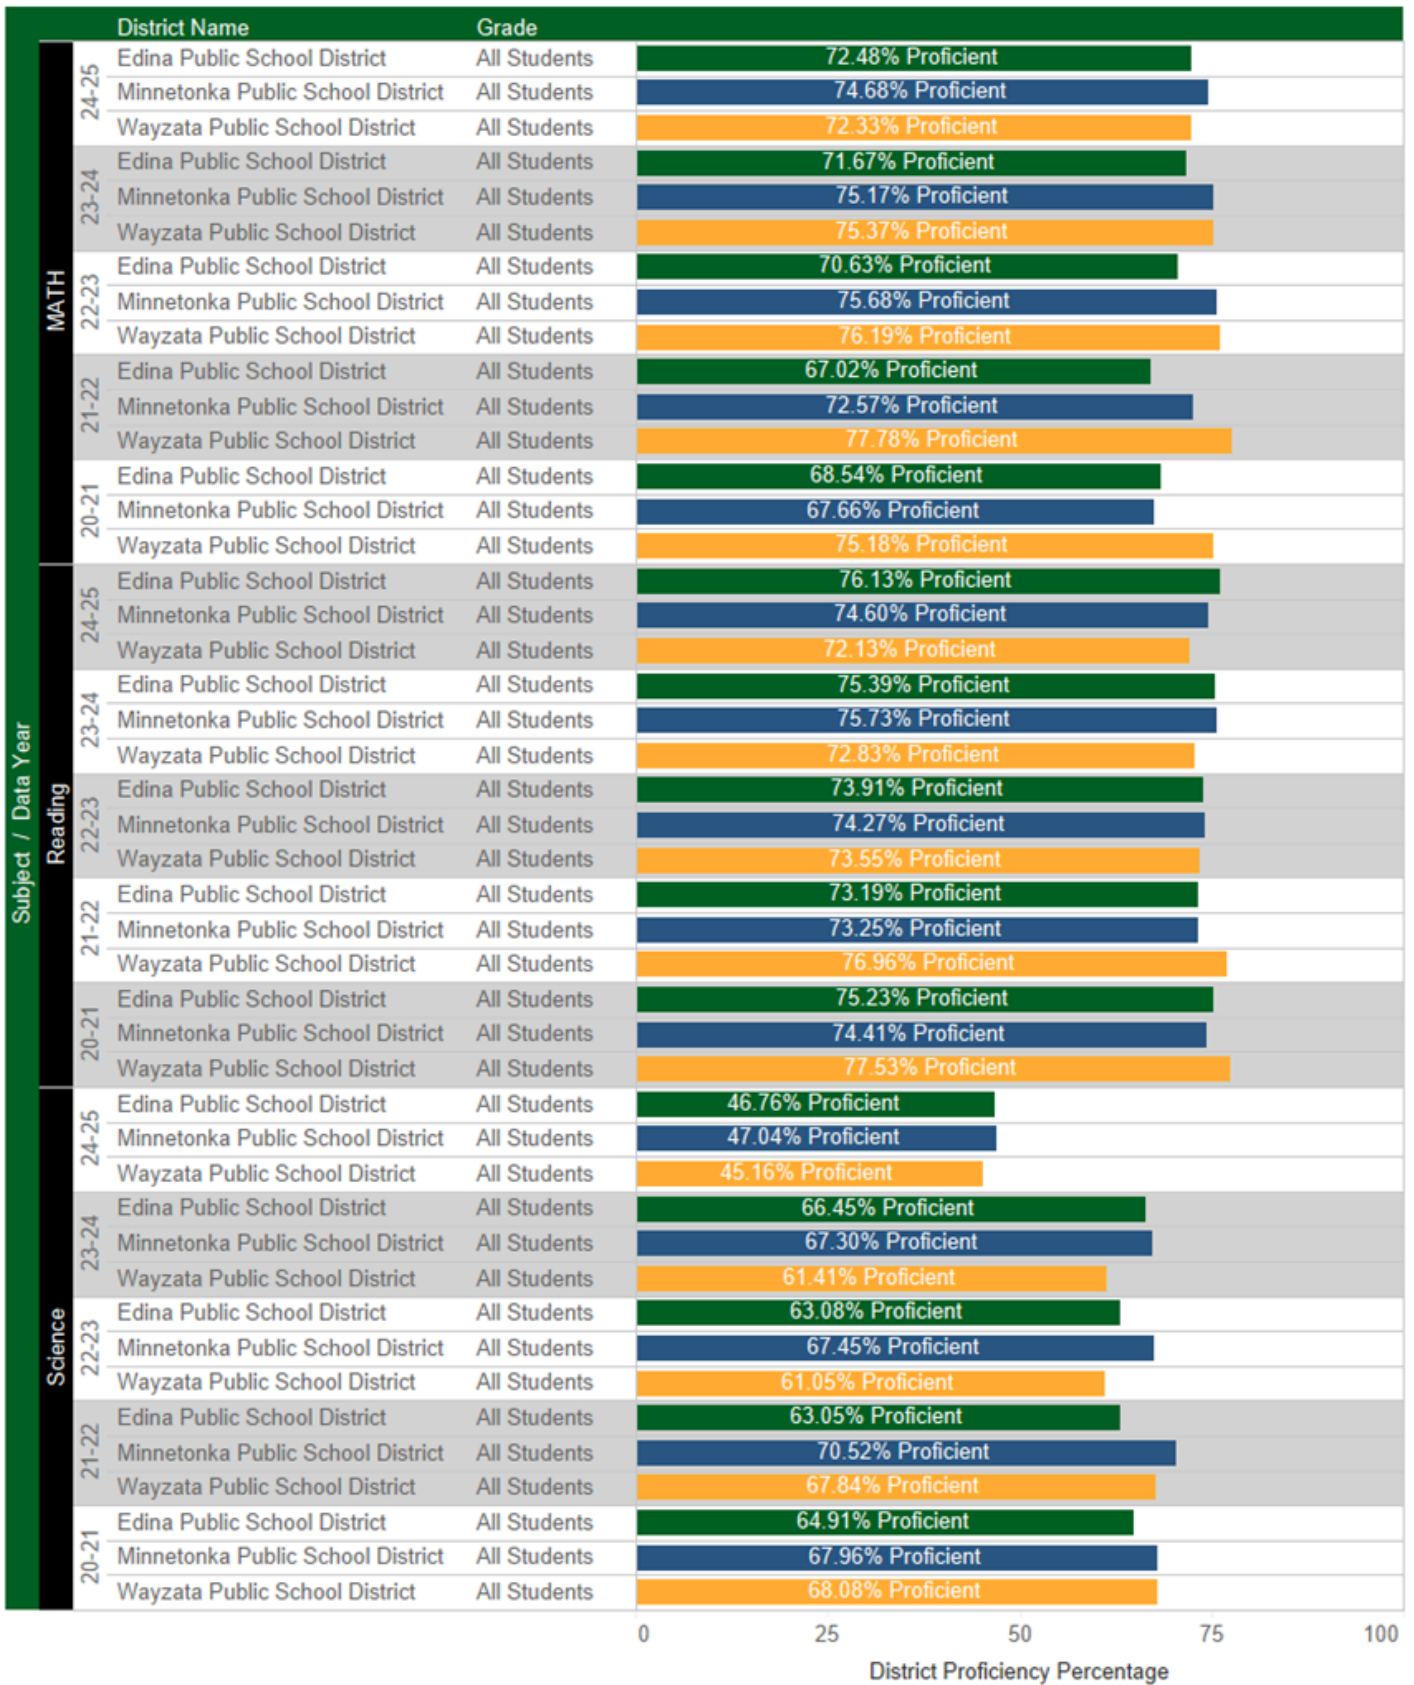 District Name Grade
Subject / Data Year
MATH
24-25
Edina Public School District All Students 72.48% Proficient
Minnetonka Public School District All Students 74.68% Proficient
Wayzata Public School District All Students 72.33% Proficient
23-24
Edina Public School District All Students 71.67% Proficient
Minnetonka Public School District All Students 75.17% Proficient
Wayzata Public School District All Students 75.37% Proficient
22-23
Edina Public School District All Students 70.63% Proficient
Minnetonka Public School District All Students 75.68% Proficient
Wayzata Public School District All Students 76.19% Proficient
21-22
Edina Public School District All Students 67.02% Proficient
Minnetonka Public School District All Students 72.57% Proficient
Wayzata Public School District All Students 77.78% Proficient
20-21
Edina Public School District All Students 68.54% Proficient
Minnetonka Public School District All Students 67.66% Proficient
Wayzata Public School District All Students 75.18% Proficient
Reading
24-25
Edina Public School District All Students 76.13% Proficient
Minnetonka Public School District All Students 74.60% Proficient
Wayzata Public School District All Students 72.13% Proficient
23-24
Edina Public School District All Students 75.39% Proficient
Minnetonka Public School District All Students 75.73% Proficient
Wayzata Public School District All Students 72.83% Proficient
22-23
Edina Public School District All Students 73.91% Proficient
Minnetonka Public School District All Students 74.27% Proficient
Wayzata Public School District All Students 73.55% Proficient
21-22
Edina Public School District All Students 73.19% Proficient
Minnetonka Public School District All Students 73.25% Proficient
Wayzata Public School District All Students 76.96% Proficient
20-21
Edina Public School District All Students 75.23% Proficient
Minnetonka Public School District All Students 74.41% Proficient
Wayzata Public School District All Students 77.53% Proficient
Science
24-25
Edina Public School District All Students 46.76% Proficient
Minnetonka Public School District All Students 47.04% Proficient
Wayzata Public School District All Students 45.16% Proficient
23-24
Edina Public School District All Students 66.45% Proficient
Minnetonka Public School District All Students 67.30% Proficient
Wayzata Public School District All Students 61.41% Proficient
22-23
Edina Public School District All Students 63.08% Proficient
Minnetonka Public School District All Students 67.45% Proficient
Wayzata Public School District All Students 61.05% Proficient
21-22
Edina Public School District All Students 63.05% Proficient
Minnetonka Public School District All Students 70.52% Proficient
Wayzata Public School District All Students 67.84% Proficient
20-21
Edina Public School District All Students 64.91% Proficient
Minnetonka Public School District All Students 67.96% Proficient
Wayzata Public School District All Students 68.08% Proficient
0 25 50 75 100
District Proficiency Percentage